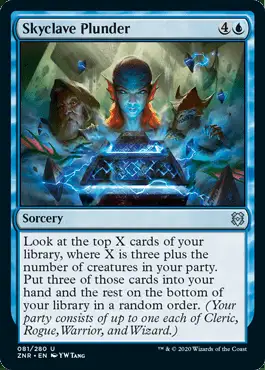 Skyclave Plunder 4
Sorcery
Look at the top X cards of your
library, where X is three plus the
number of creatures in your party.
Put three of those cards into your
hand and the rest on the bottom of
your library in a random order. (Your
party consists of up to one each of Cleric,
Rogue, Warrior, and Wizard.)
081/280 U
ZNR • EN YW Tang
™ & © 2020 Wizards of the Coast